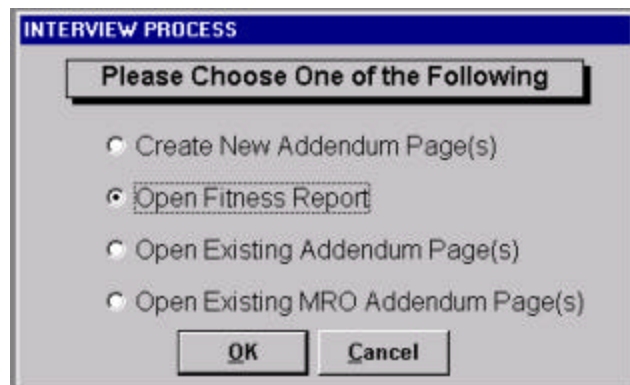 INTERVIEW PROCESS
Please Choose One of the Following
Create New Addendum Page(s)
Open Fitness Report
Open Existing Addendum Page(s)
Open Existing MRO Addendum Page(s)
OK Cancel